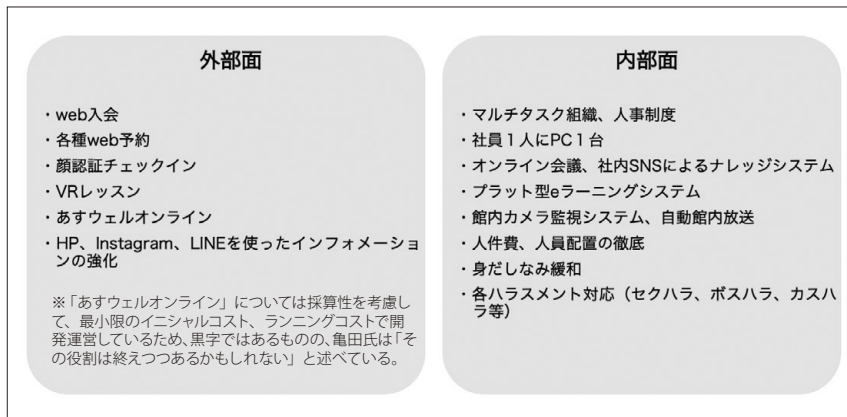 外部面
・web入会
・各種web予約
・顔認証チェックイン
・VRレッスン
・あすウェルオンライン
・HP、Instagram、LINEを使ったインフォメーショ
ンの強化
※「あすウェルオンライン」については採算性を考慮し
て、最小限のイニシャルコスト、ランニングコストで開
発運営しているため、黒字ではあるものの、亀田氏は「そ
の役割は終えつつあるかもしれない」と述べている。
内部面
・マルチタスク組織、人事制度
・社員１人にPC１台
・オンライン会議、社内SNSによるナレッジシステム
・プラット型eラーニングシステム
・館内カメラ監視システム、自動館内放送
・人件費、人員配置の徹底
・身だしなみ緩和
・各ハラスメント対応（セクハラ、ボスハラ、カスハ
ラ等）